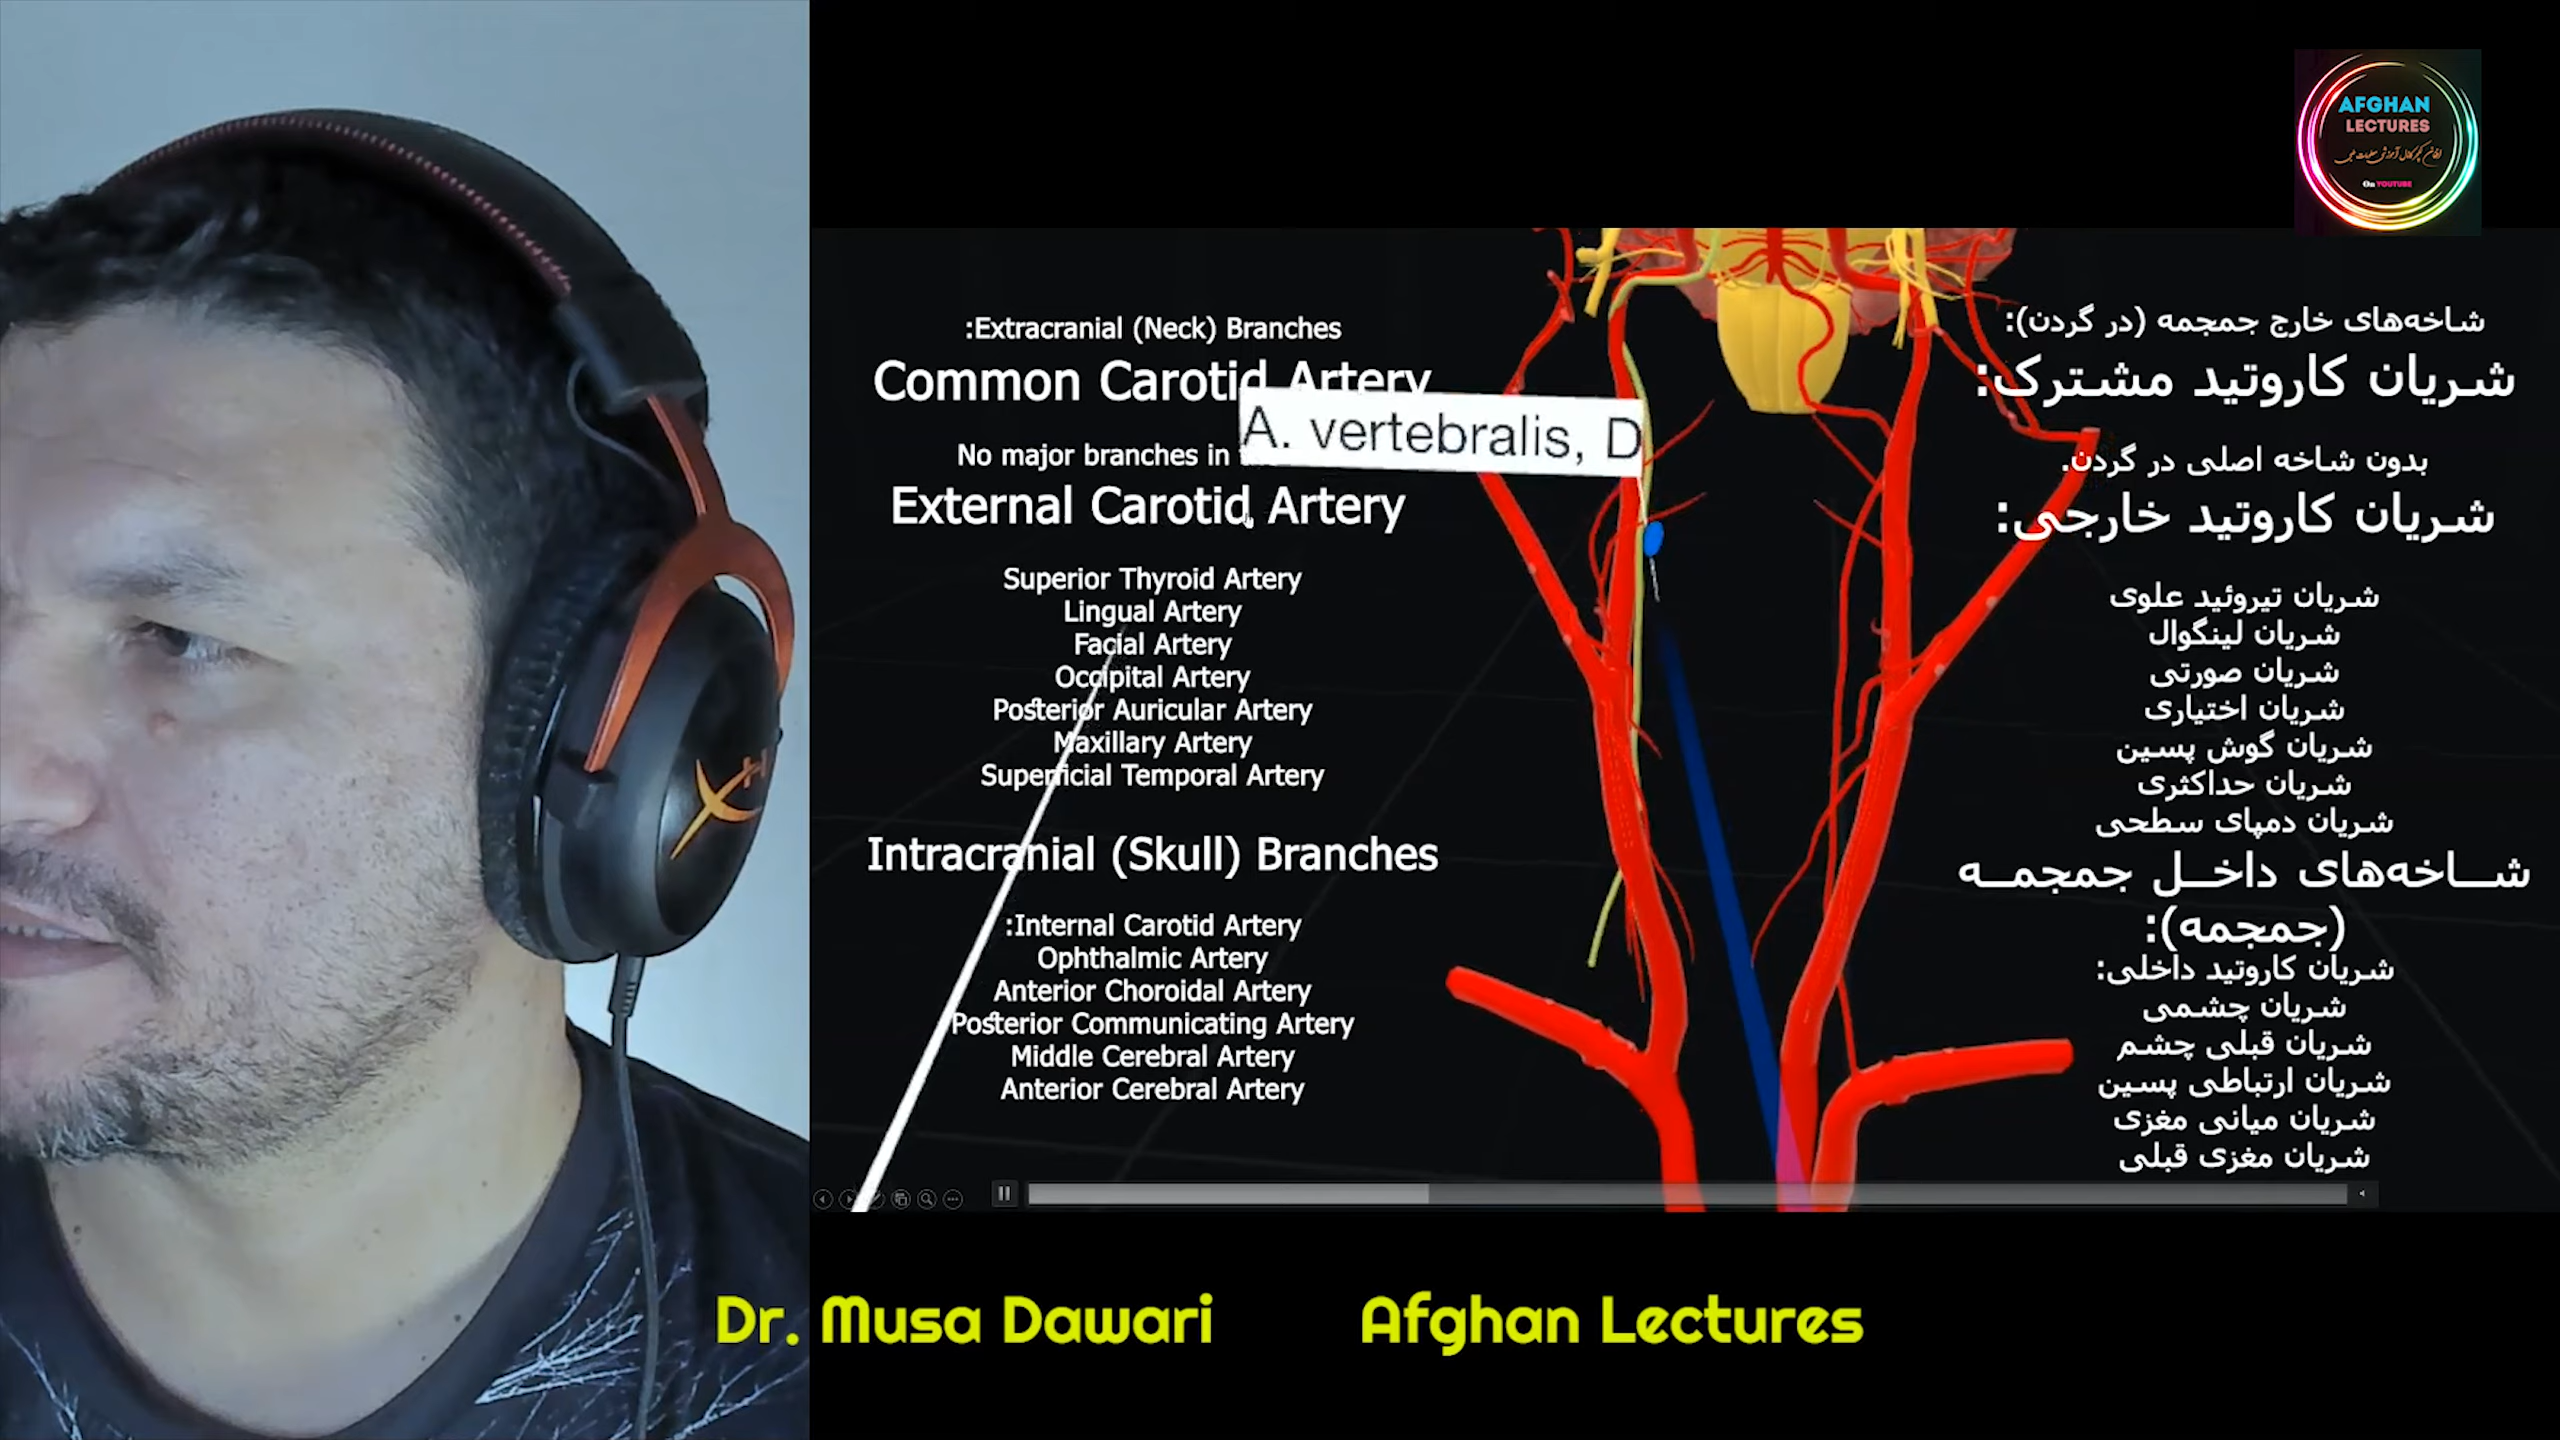 AFGHAN
LECTURES
On YOUTUBE
:Extracranial (Neck) Branches
Common Carotid Artery
No major branches in
External Carotid Artery
Superior Thyroid Artery
Lingual Artery
Facial Artery
Occipital Artery
Posterior Auricular Artery
Maxillary Artery
Superficial Temporal Artery
Intracranial (Skull) Branches
:Internal Carotid Artery
Ophthalmic Artery
Anterior Choroidal Artery
Posterior Communicating Artery
Middle Cerebral Artery
Anterior Cerebral Artery
A. vertebralis, D
شاخه‌های خارج جمجمه (در گردن):
شریان کاروتید مشترک:
بدون شاخه اصلی در گردن.
شریان کاروتید خارجی:
شریان تیروئید علوی
شریان لینگوال
شریان صورتی
شریان اختیاری
شریان گوش پسین
شریان حداکثری
شریان دمپای سطحی
شاخه‌های داخل جمجمه
(جمجمه):
شریان کاروتید داخلی:
شریان چشمی
شریان قبلی چشم
شریان ارتباطی پسین
شریان میانی مغزی
شریان مغزی قبلی
Dr. Musa Dawari
Afghan Lectures